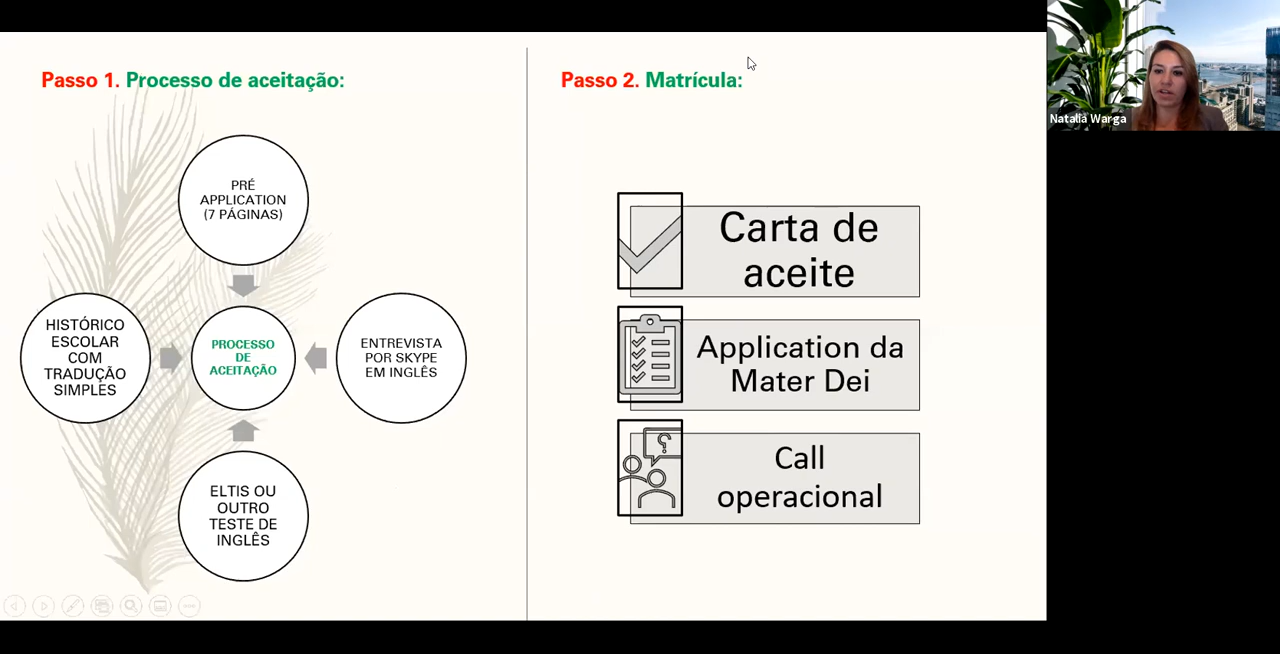 Passo 1. Processo de aceitação:
PRÉ
APPLICATION
(7 PÁGINAS)
HISTÓRICO
ESCOLAR
COM
TRADUÇÃO
SIMPLES
PROCESSO
DE
ACEITAÇÃO
ENTREVISTA
POR SKYPE
EM INGLÊS
ELTIS OU
OUTRO
TESTE DE
INGLÊS
Passo 2. Matrícula:
Carta de
aceite
Application da
Mater Dei
Call
operacional
Natalia Warga